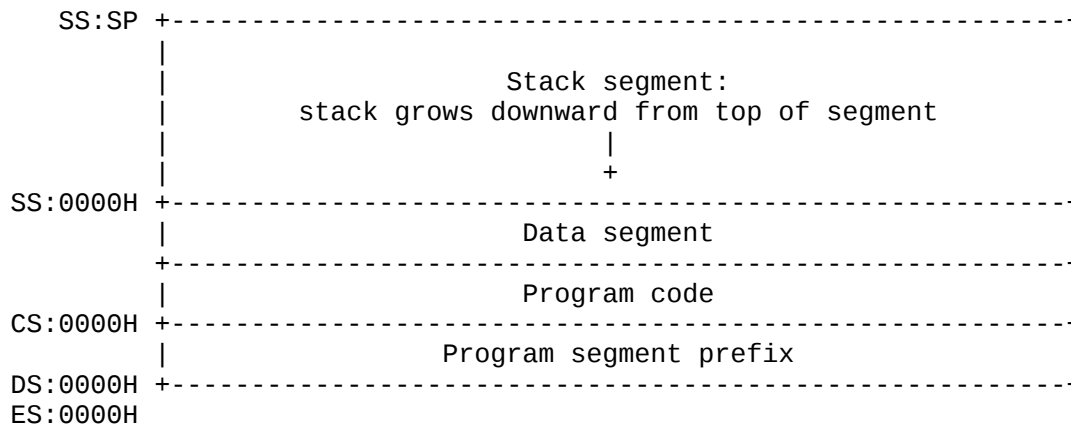 SS:SP +---------------------------------------------------------+
|
| Stack segment:
| stack grows downward from top of segment
| |
| +
SS:0000H +---------------------------------------------------------+
| Data segment
+---------------------------------------------------------+
| Program code
CS:0000H +---------------------------------------------------------+
| Program segment prefix
DS:0000H +---------------------------------------------------------+
ES:0000H